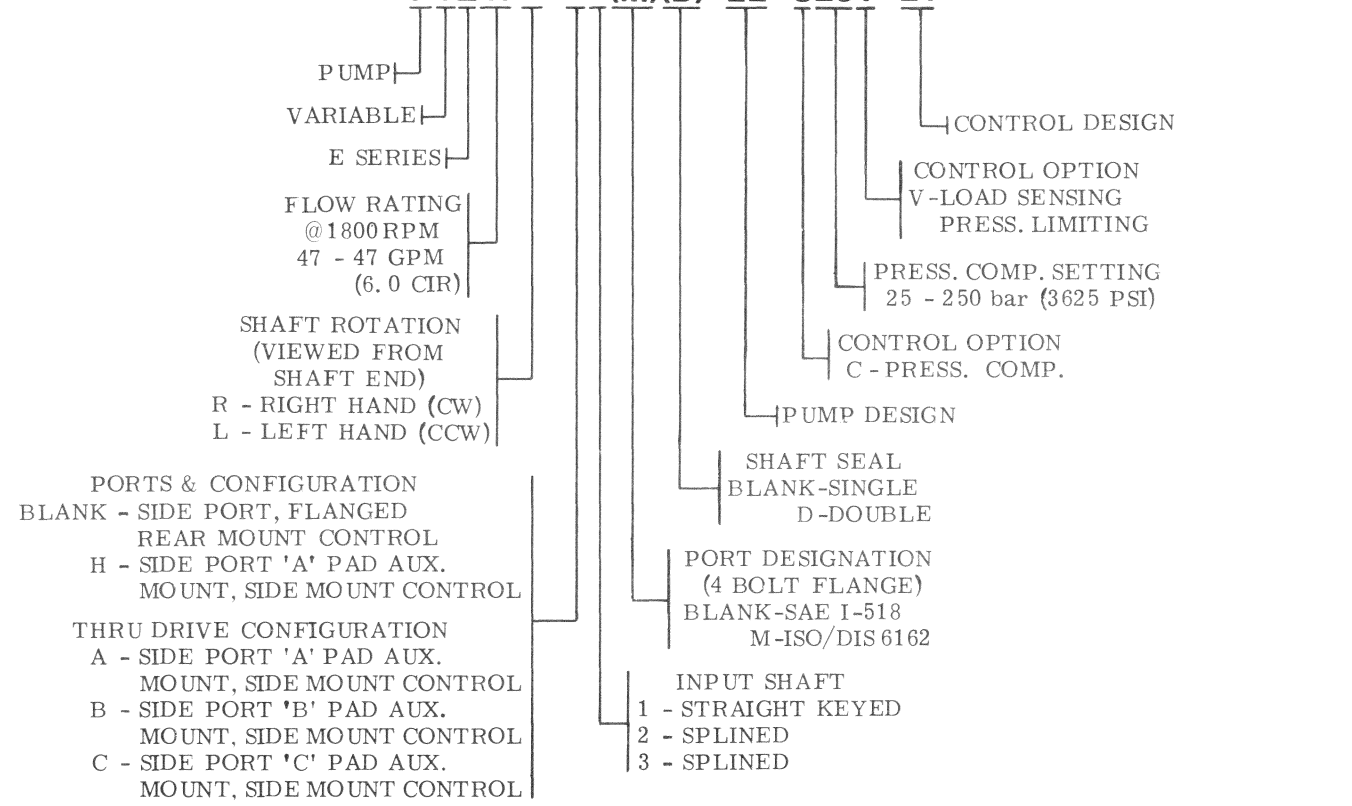 PUMP
VARIABLE
E SERIES
FLOW RATING
@1800 RPM
47 - 47 GPM
(6.0 CIR)
SHAFT ROTATION
(VIEWED FROM
SHAFT END)
R - RIGHT HAND (CW)
L - LEFT HAND (CCW)
PORTS & CONFIGURATION
BLANK - SIDE PORT, FLANGED
REAR MOUNT CONTROL
H - SIDE PORT 'A' PAD AUX.
MOUNT, SIDE MOUNT CONTROL
THRU DRIVE CONFIGURATION
A - SIDE PORT 'A' PAD AUX.
MOUNT, SIDE MOUNT CONTROL
B - SIDE PORT 'B' PAD AUX.
MOUNT, SIDE MOUNT CONTROL
C - SIDE PORT 'C' PAD AUX.
MOUNT, SIDE MOUNT CONTROL
CONTROL DESIGN
CONTROL OPTION
V-LOAD SENSING
PRESS. LIMITING
PRESS. COMP. SETTING
25 - 250 bar (3625 PSI)
CONTROL OPTION
C - PRESS. COMP.
PUMP DESIGN
SHAFT SEAL
BLANK-SINGLE
D-DOUBLE
PORT DESIGNATION
(4 BOLT FLANGE)
BLANK-SAE I-518
M-ISO/DIS 6162
INPUT SHAFT
1 - STRAIGHT KEYED
2 - SPLINED
3 - SPLINED